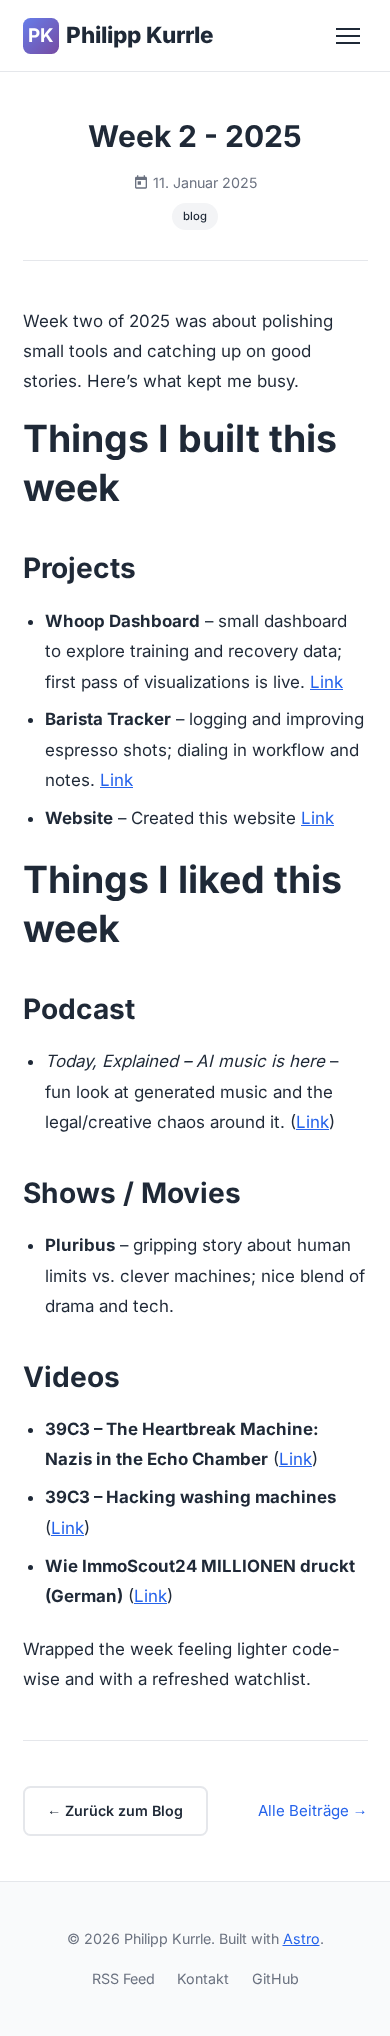 PK Philipp Kurrle
Week 2 - 2025
11. Januar 2025
blog
Week two of 2025 was about polishing
small tools and catching up on good
stories. Here’s what kept me busy.
Things I built this
week
Projects
• Whoop Dashboard – small dashboard
to explore training and recovery data;
first pass of visualizations is live. Link
• Barista Tracker – logging and improving
espresso shots; dialing in workflow and
notes. Link
• Website – Created this website Link
Things I liked this
week
Podcast
• Today, Explained – AI music is here –
fun look at generated music and the
legal/creative chaos around it. (Link)
Shows / Movies
• Pluribus – gripping story about human
limits vs. clever machines; nice blend of
drama and tech.
Videos
• 39C3 – The Heartbreak Machine:
Nazis in the Echo Chamber (Link)
• 39C3 – Hacking washing machines
(Link)
• Wie ImmoScout24 MILLIONEN druckt
(German) (Link)
Wrapped the week feeling lighter code-
wise and with a refreshed watchlist.
← Zurück zum Blog Alle Beiträge →
© 2026 Philipp Kurrle. Built with Astro.
RSS Feed Kontakt GitHub